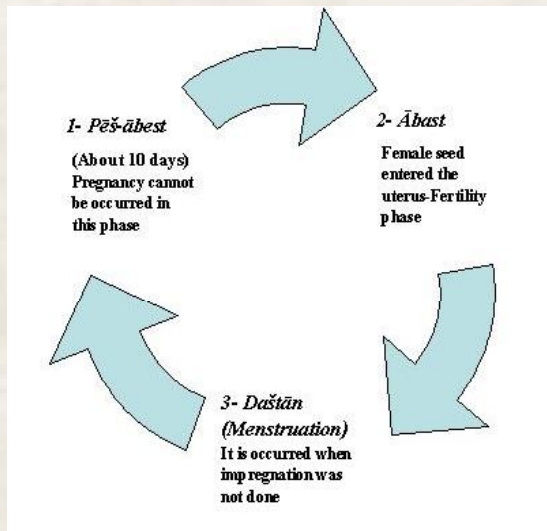 1- Pēš-ābest
(About 10 days)
Pregnancy cannot
be occurred in
this phase
2- Ābast
Female seed
entered the
uterus-Fertility
phase
3- Daštān
(Menstruation)
It is occurred when
impregnation was
not done